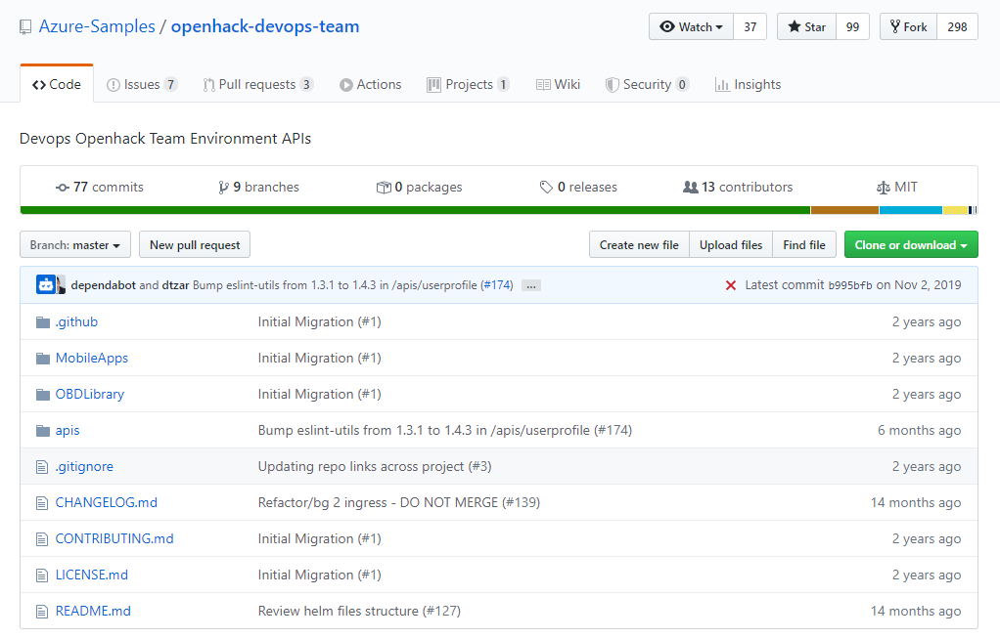 Azure-Samples / openhack-devops-team Watch 37 Star 99 Fork 298
Code Issues 7 Pull requests 3 Actions Projects 1 Wiki Security 0 Insights
Devops Openhack Team Environment APIs
77 commits 9 branches 0 packages 0 releases 13 contributors MIT
Branch: master New pull request Create new file Upload files Find file Clone or download
dependabot and dtzar Bump eslint-utils from 1.3.1 to 1.4.3 in /apis/userprofile (#174) ... Latest commit b995bfb on Nov 2, 2019
.github Initial Migration (#1) 2 years ago
MobileApps Initial Migration (#1) 2 years ago
OBDLibrary Initial Migration (#1) 2 years ago
apis Bump eslint-utils from 1.3.1 to 1.4.3 in /apis/userprofile (#174) 6 months ago
.gitignore Updating repo links across project (#3) 2 years ago
CHANGELOG.md Refactor/bg 2 ingress - DO NOT MERGE (#139) 14 months ago
CONTRIBUTING.md Initial Migration (#1) 2 years ago
LICENSE.md Initial Migration (#1) 2 years ago
README.md Review helm files structure (#127) 14 months ago